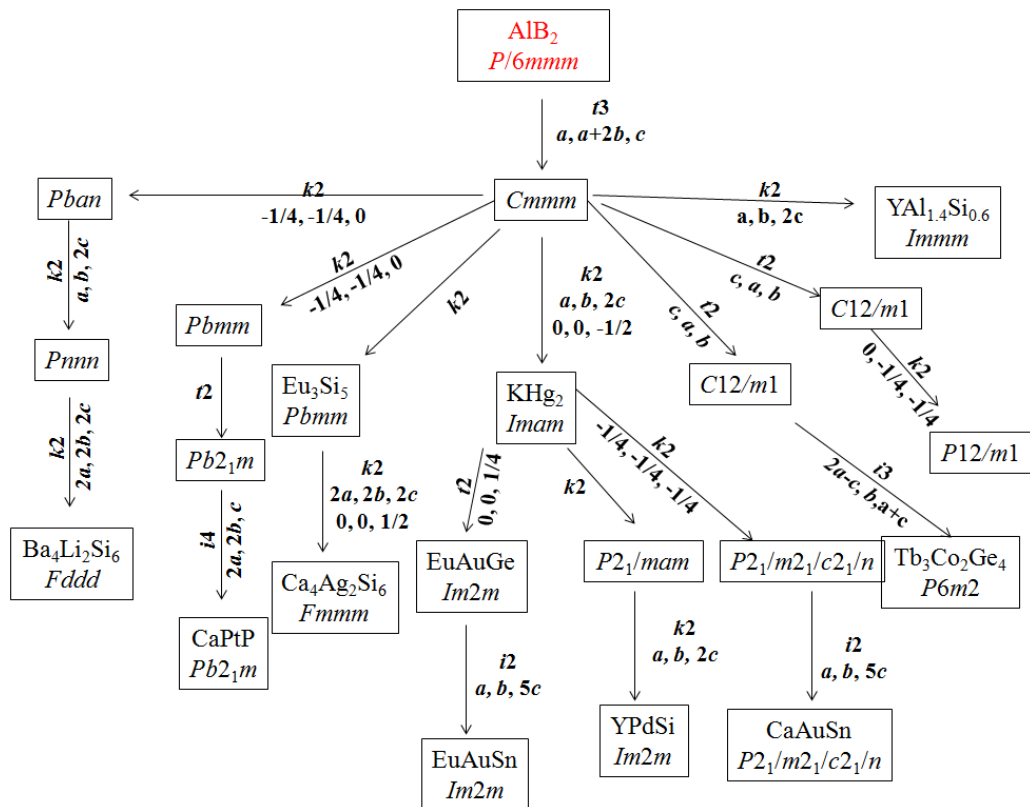 AlB₂
P/6mmm
t3
a, a+2b, c
Pban
k2
-1/4, -1/4, 0
Cmmm
k2
a, b, 2c
YAl₁.₄Si₀.₆
Immm
k2
a, b, 2c
k2
-1/4, -1/4, 0
k2
k2
a, b, 2c
0, 0, -1/2
t2
c, a, b
t2
c, a, b
C12/m1
Pbmm
Pnnn
t2
Eu₃Si₅
Pbmm
KHg₂
Imam
C12/m1
k2
0, -1/4, -1/4
P12/m1
k2
2a, 2b, 2c
Pb2₁m
k2
2a, 2b, 2c
0, 0, 1/2
t2
0, 0, 1/4
k2
k2
-1/4, -1/4, -1/4
i3
2a-c, b,a+c
Ba₄Li₂Si₆
Fddd
i4
2a, 2b, c
Ca₄Ag₂Si₆
Fmmm
EuAuGe
Im2m
P2₁/mam
P2₁/m2₁/c2₁/n
Tb₃Co₂Ge₄
P6m2
CaPtP
Pb2₁m
i2
a, b, 5c
k2
a, b, 2c
i2
a, b, 5c
EuAuSn
Im2m
YPdSi
Im2m
CaAuSn
P2₁/m2₁/c2₁/n